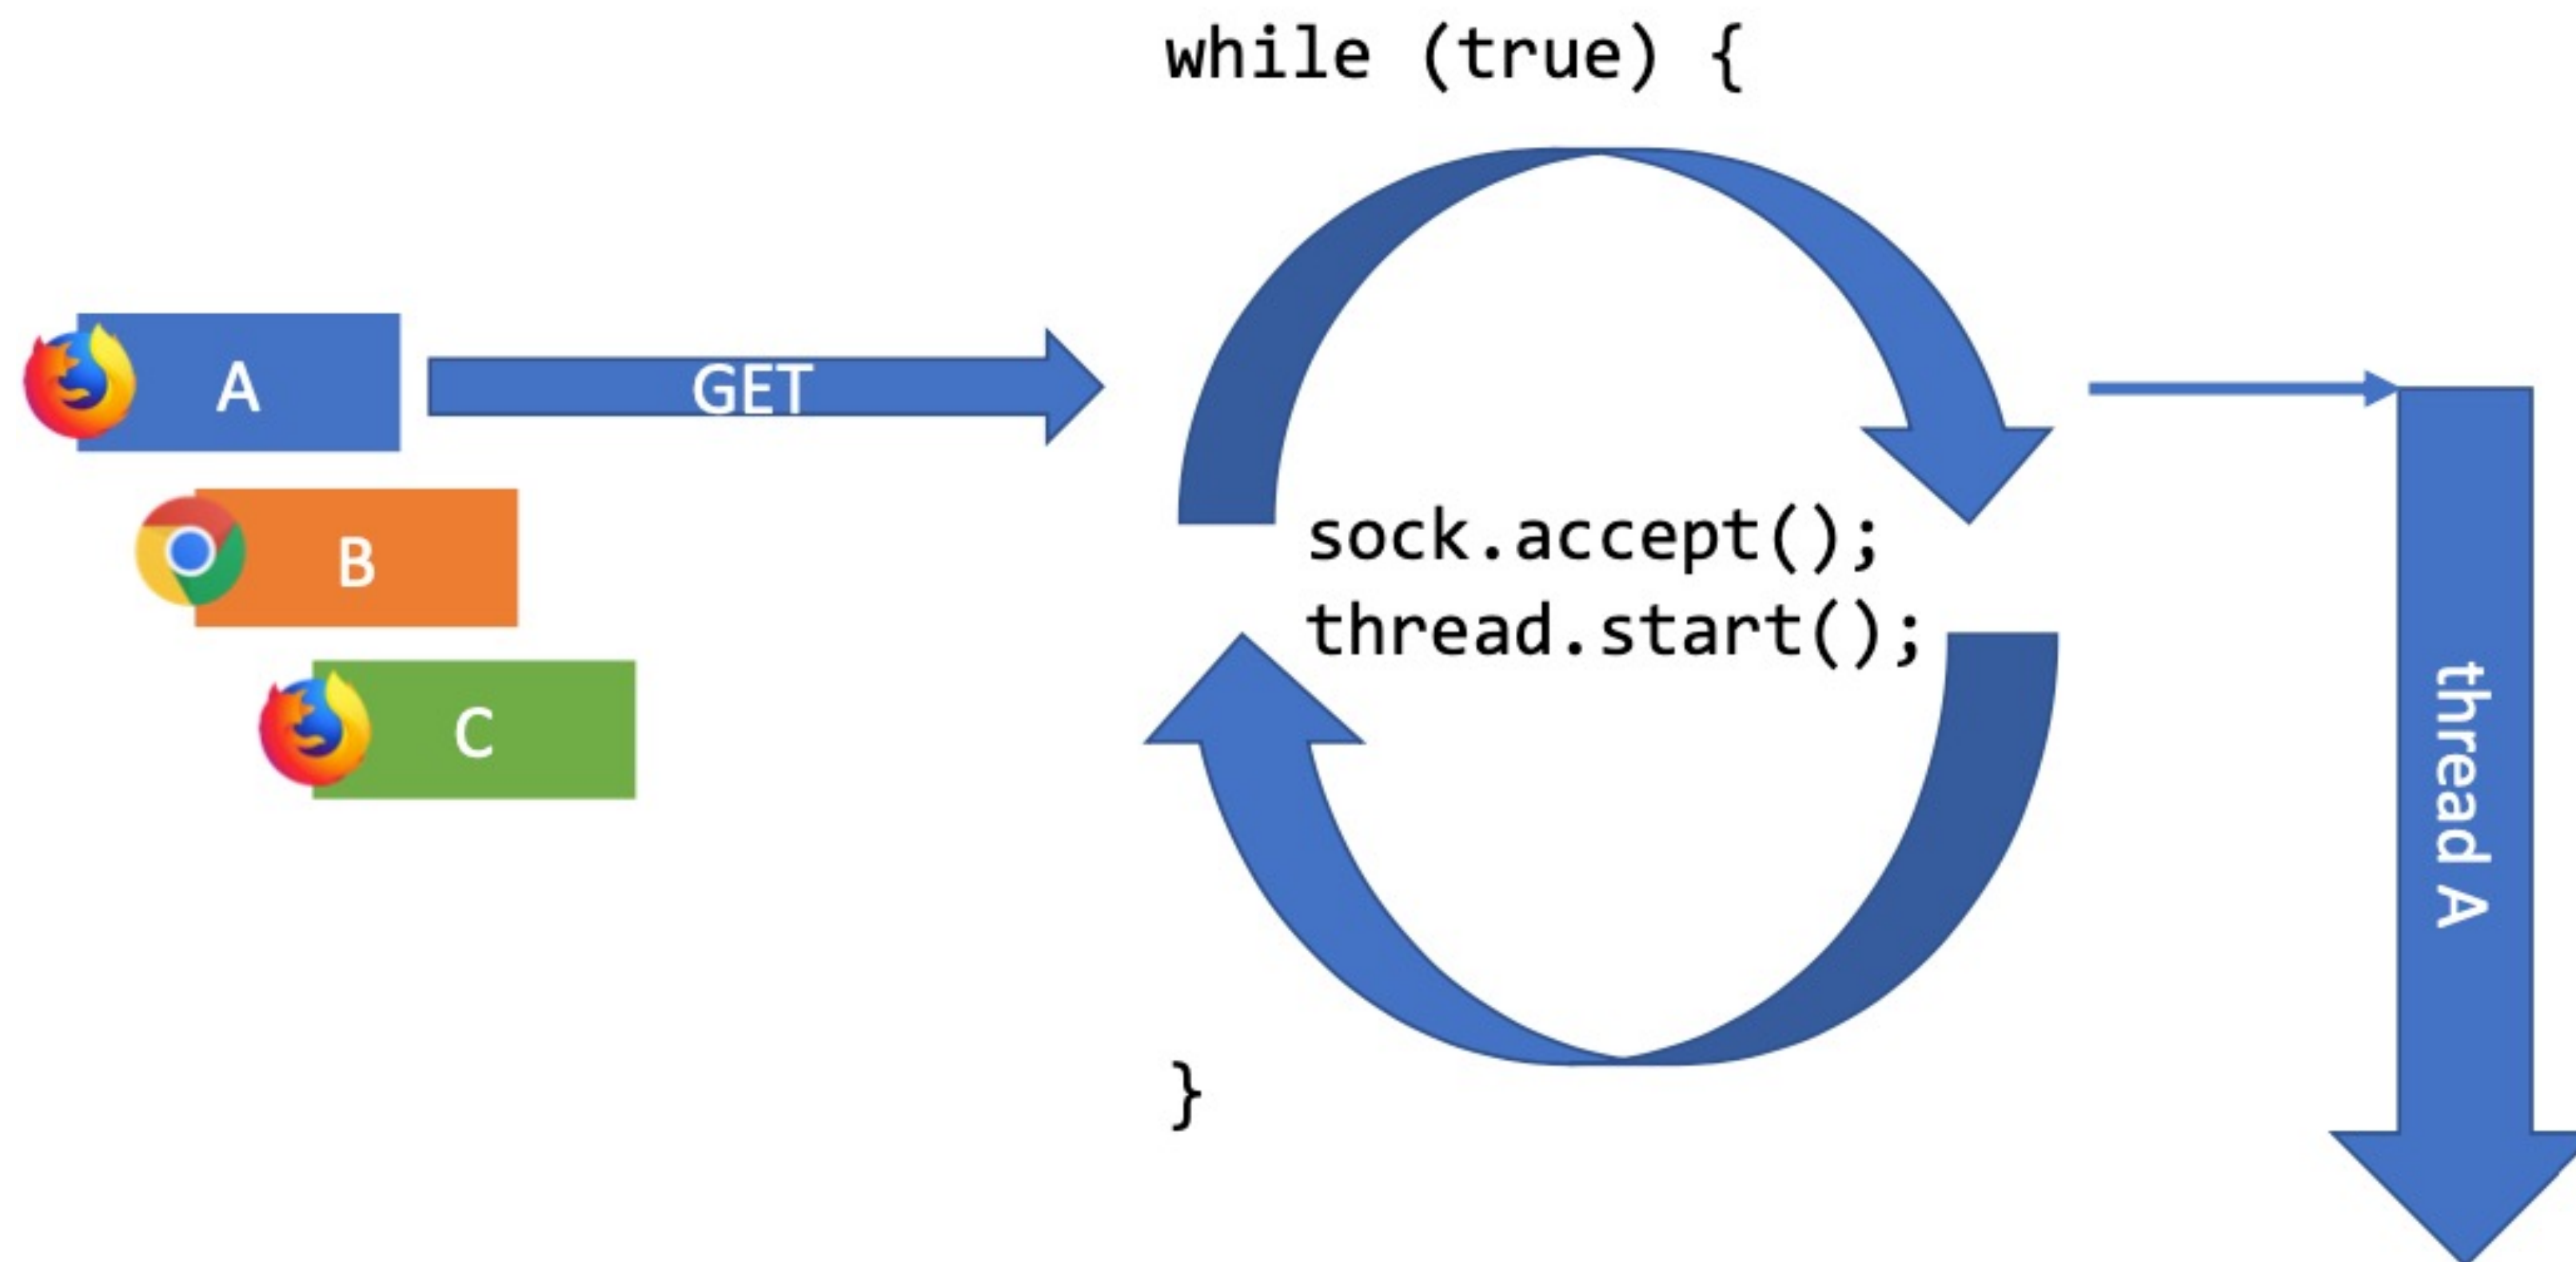 while (true) {
A
GET
B
C
sock.accept();
thread.start();
thread A
}